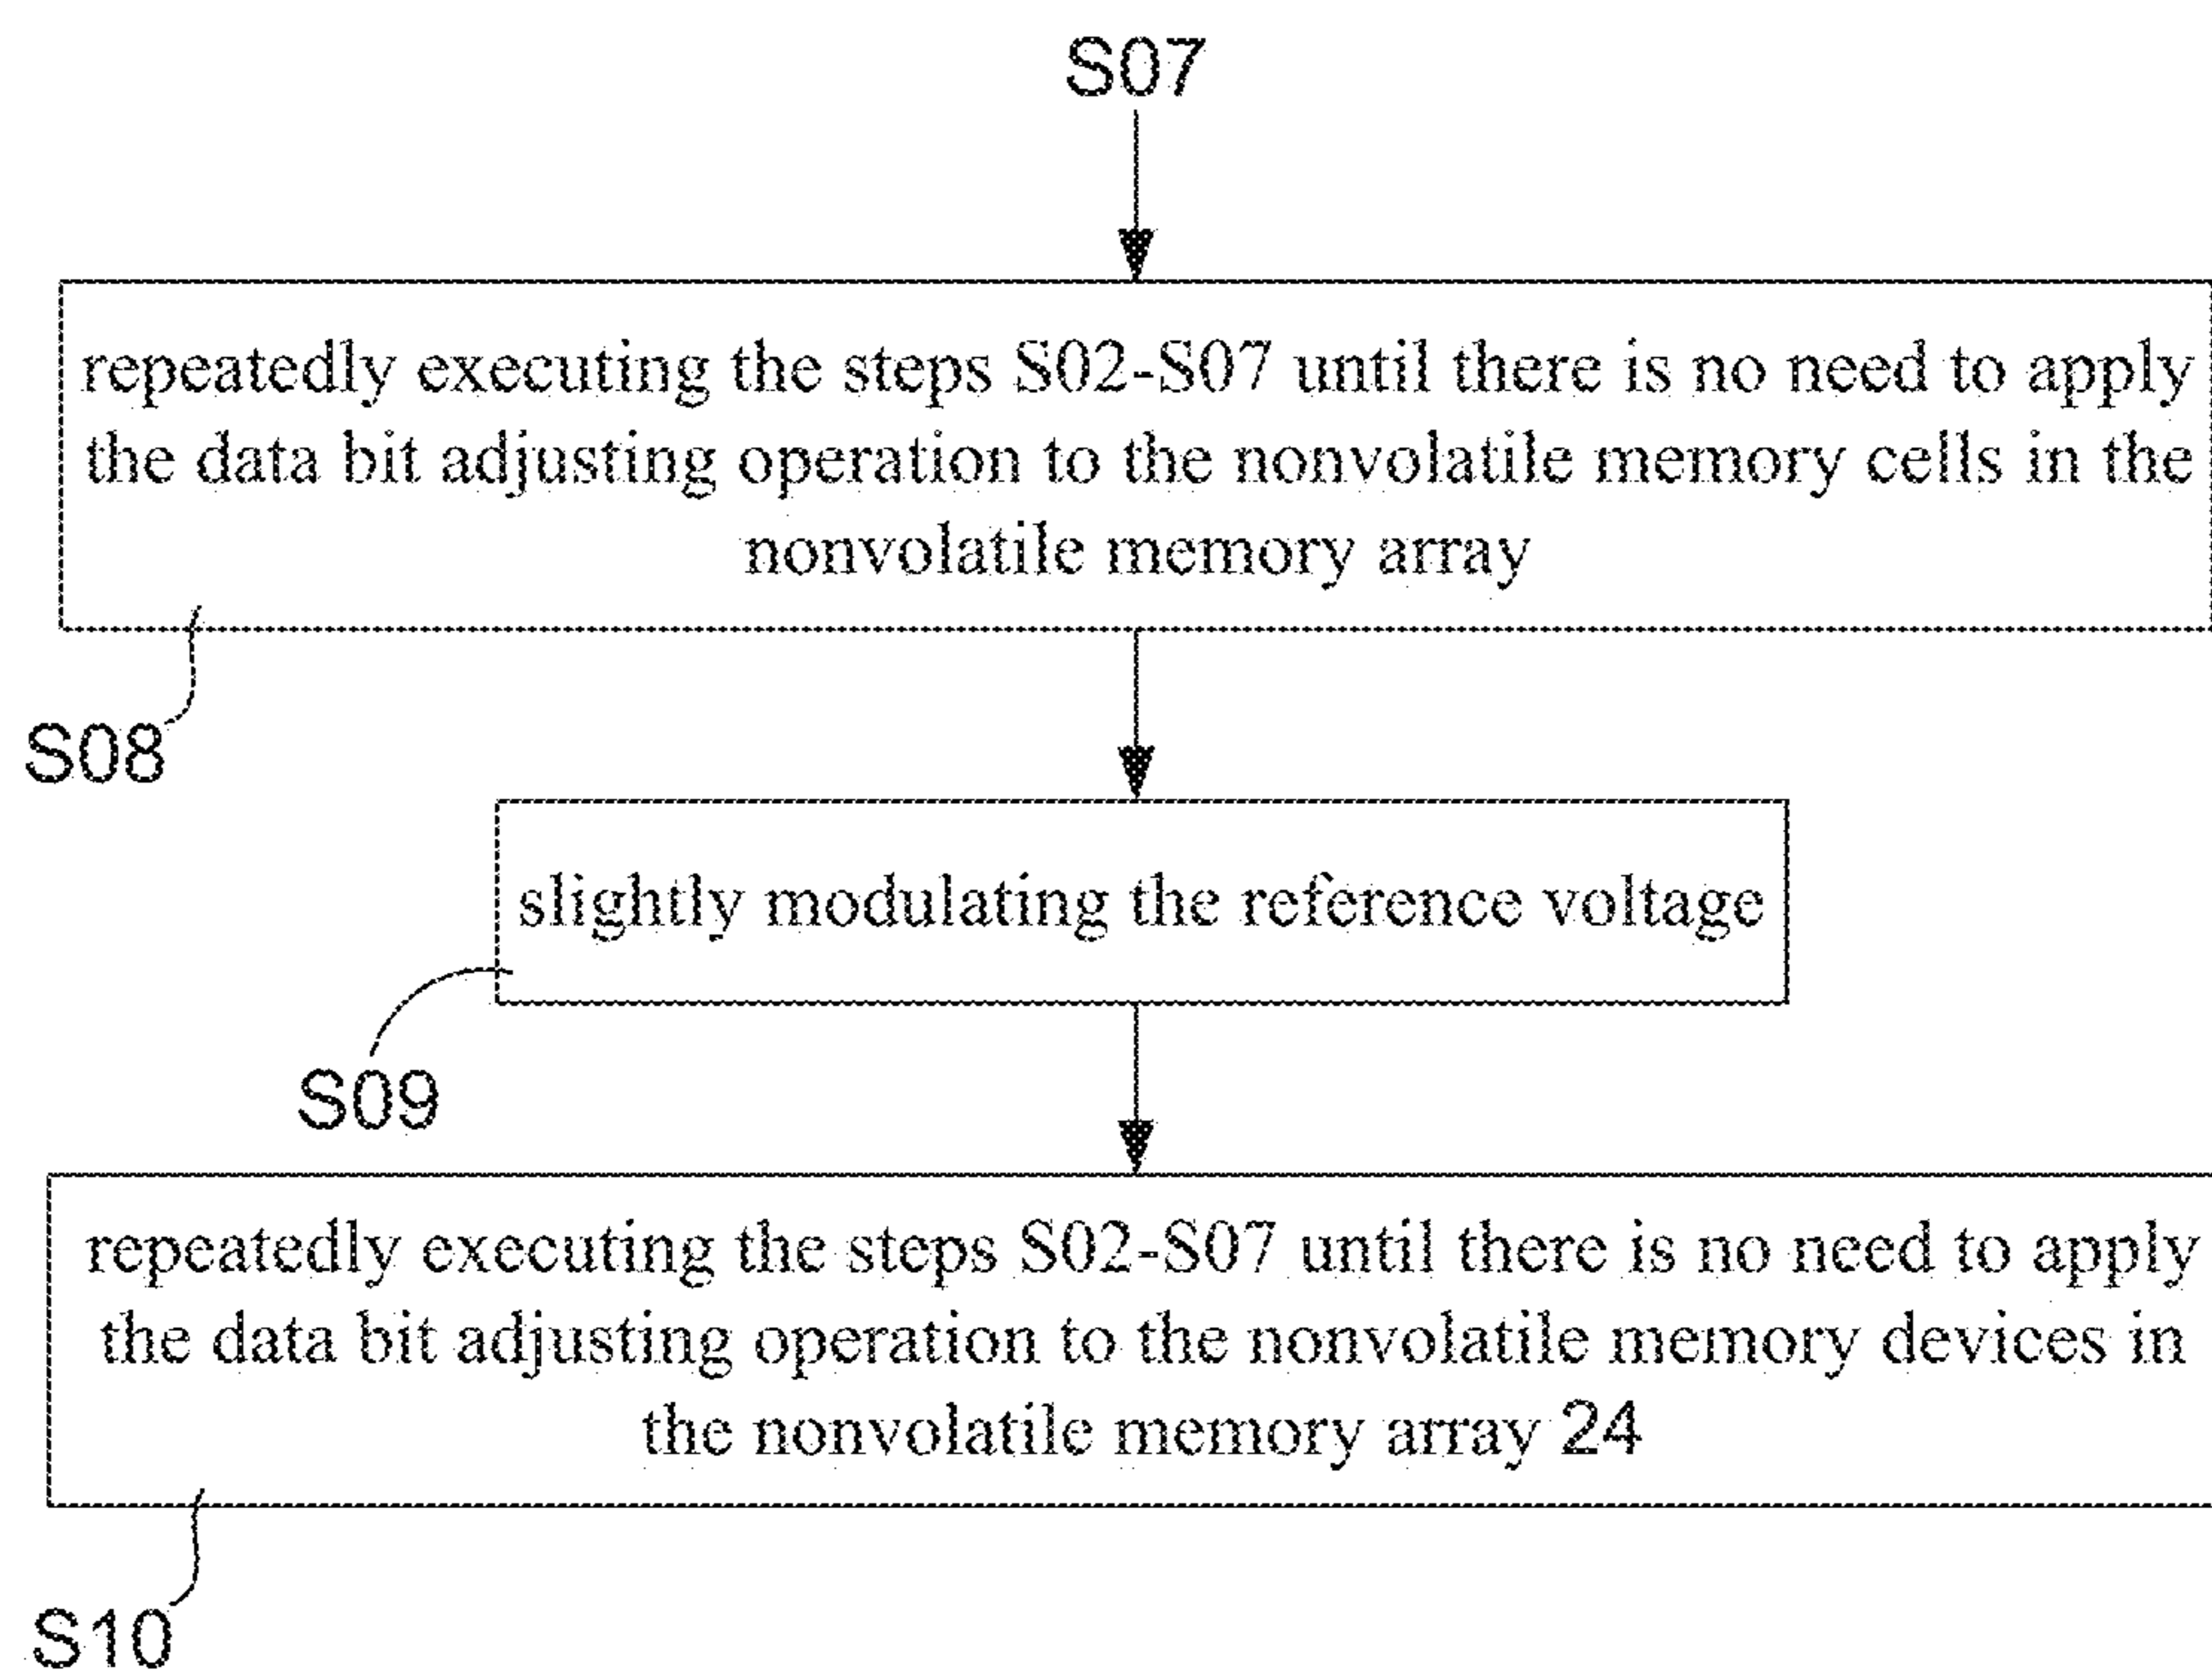 S07
repeatedly executing the steps S02-S07 until there is no need to apply
the data bit adjusting operation to the nonvolatile memory cells in the
nonvolatile memory array
S08
slightly modulating the reference voltage
S09
repeatedly executing the steps S02-S07 until there is no need to apply
the data bit adjusting operation to the nonvolatile memory devices in
the nonvolatile memory array 24
S10